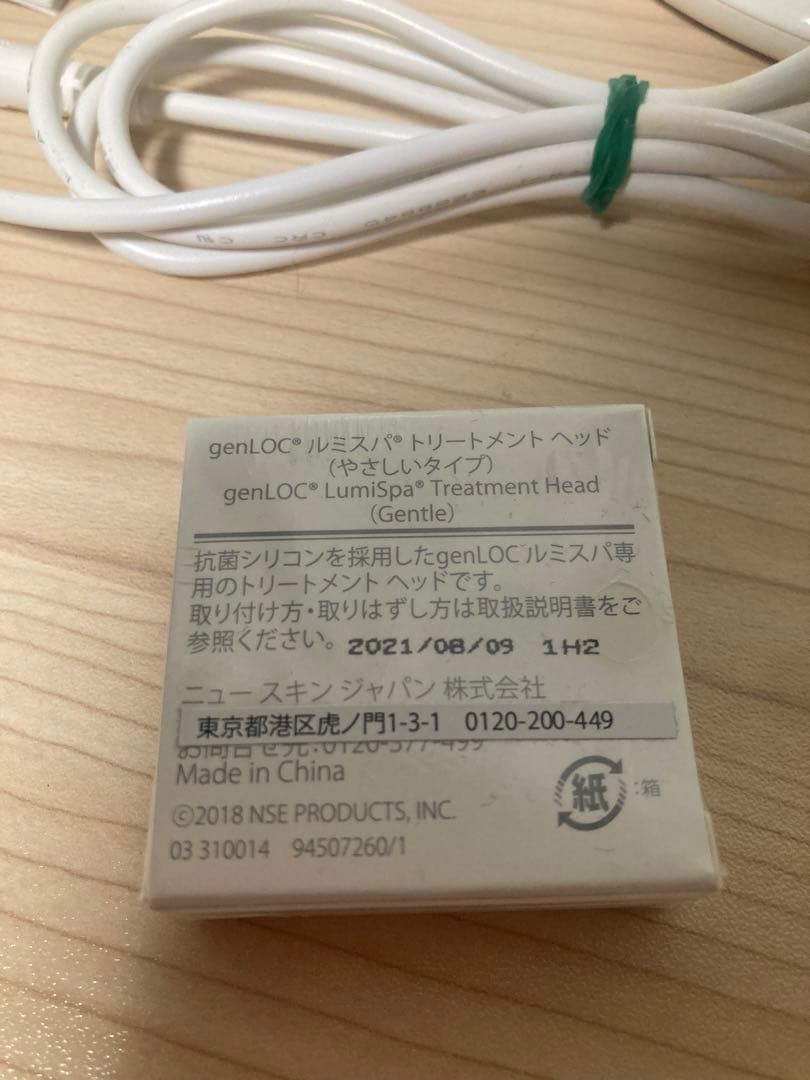 genLOC® ルミスパ® トリートメント ヘッド
（やさしいタイプ）
genLOC® LumiSpa® Treatment Head
（Gentle）
抗菌シリコンを採用したgenLOC ルミスパ専
用のトリートメント ヘッドです。
取り付け方・取りはずし方は取扱説明書をご
参照ください。 2021/08/09 1H2
ニュー スキン ジャパン 株式会社
東京都港区虎ノ門1-3-1 0120-200-449
Made in China
©2018 NSE PRODUCTS, INC.
紙 :箱
03 310014 94507260/1